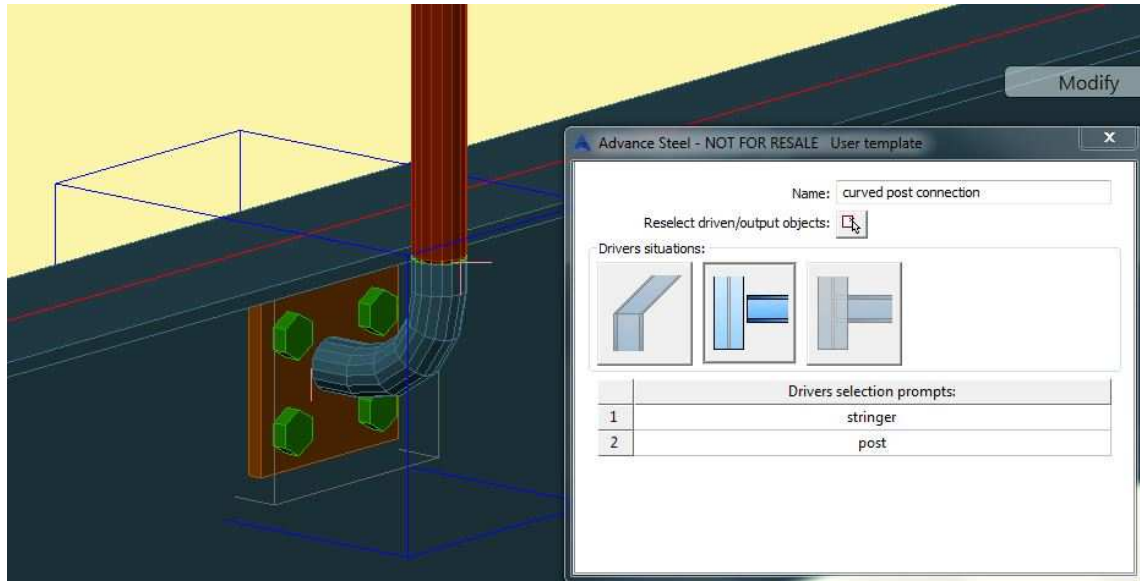 Modify
Advance Steel - NOT FOR RESALE User template
X
Name: curved post connection
Reselect driven/output objects:
Drivers situations:
Drivers selection prompts:
1 stringer
2 post